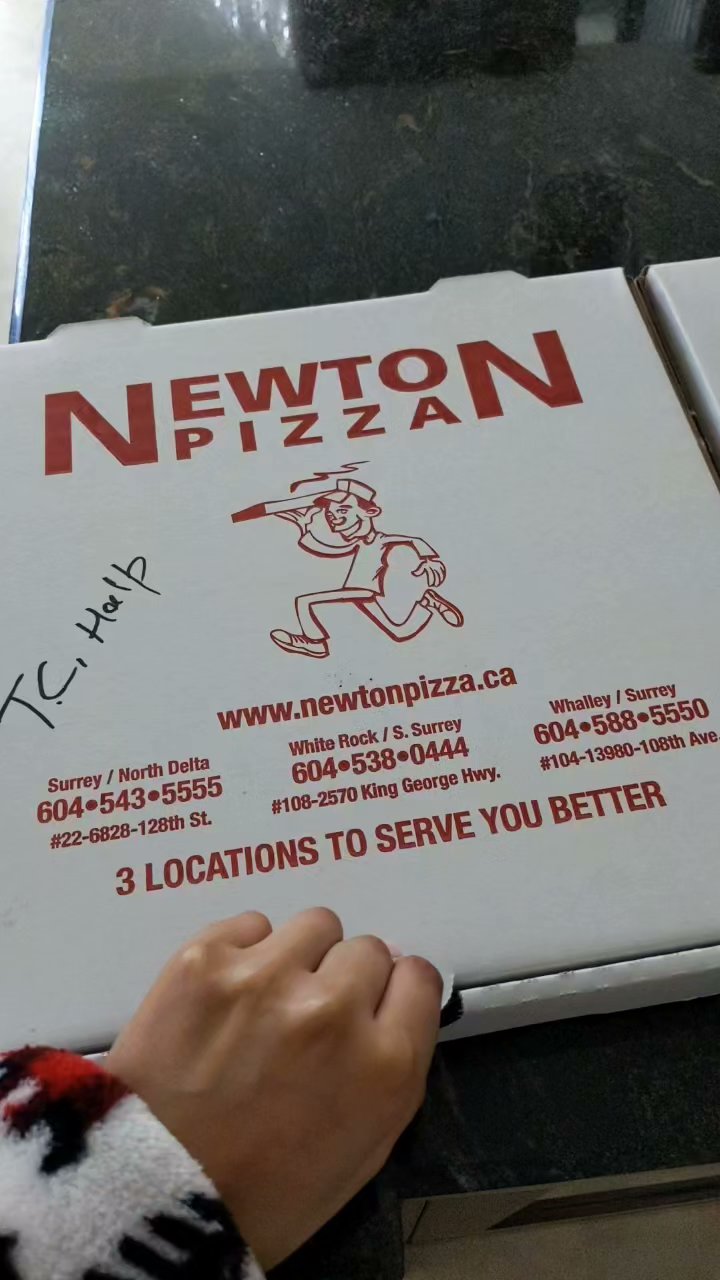 NEWTON
PIZZA
T.C, Halp
www.newtonpizza.ca
Surrey / North Delta
604•543•5555
#22-6828-128th St.
White Rock / S. Surrey
604•538•0444
#108-2570 King George Hwy.
Whalley / Surrey
604•588•5550
#104-13980-108th Ave.
3 LOCATIONS TO SERVE YOU BETTER